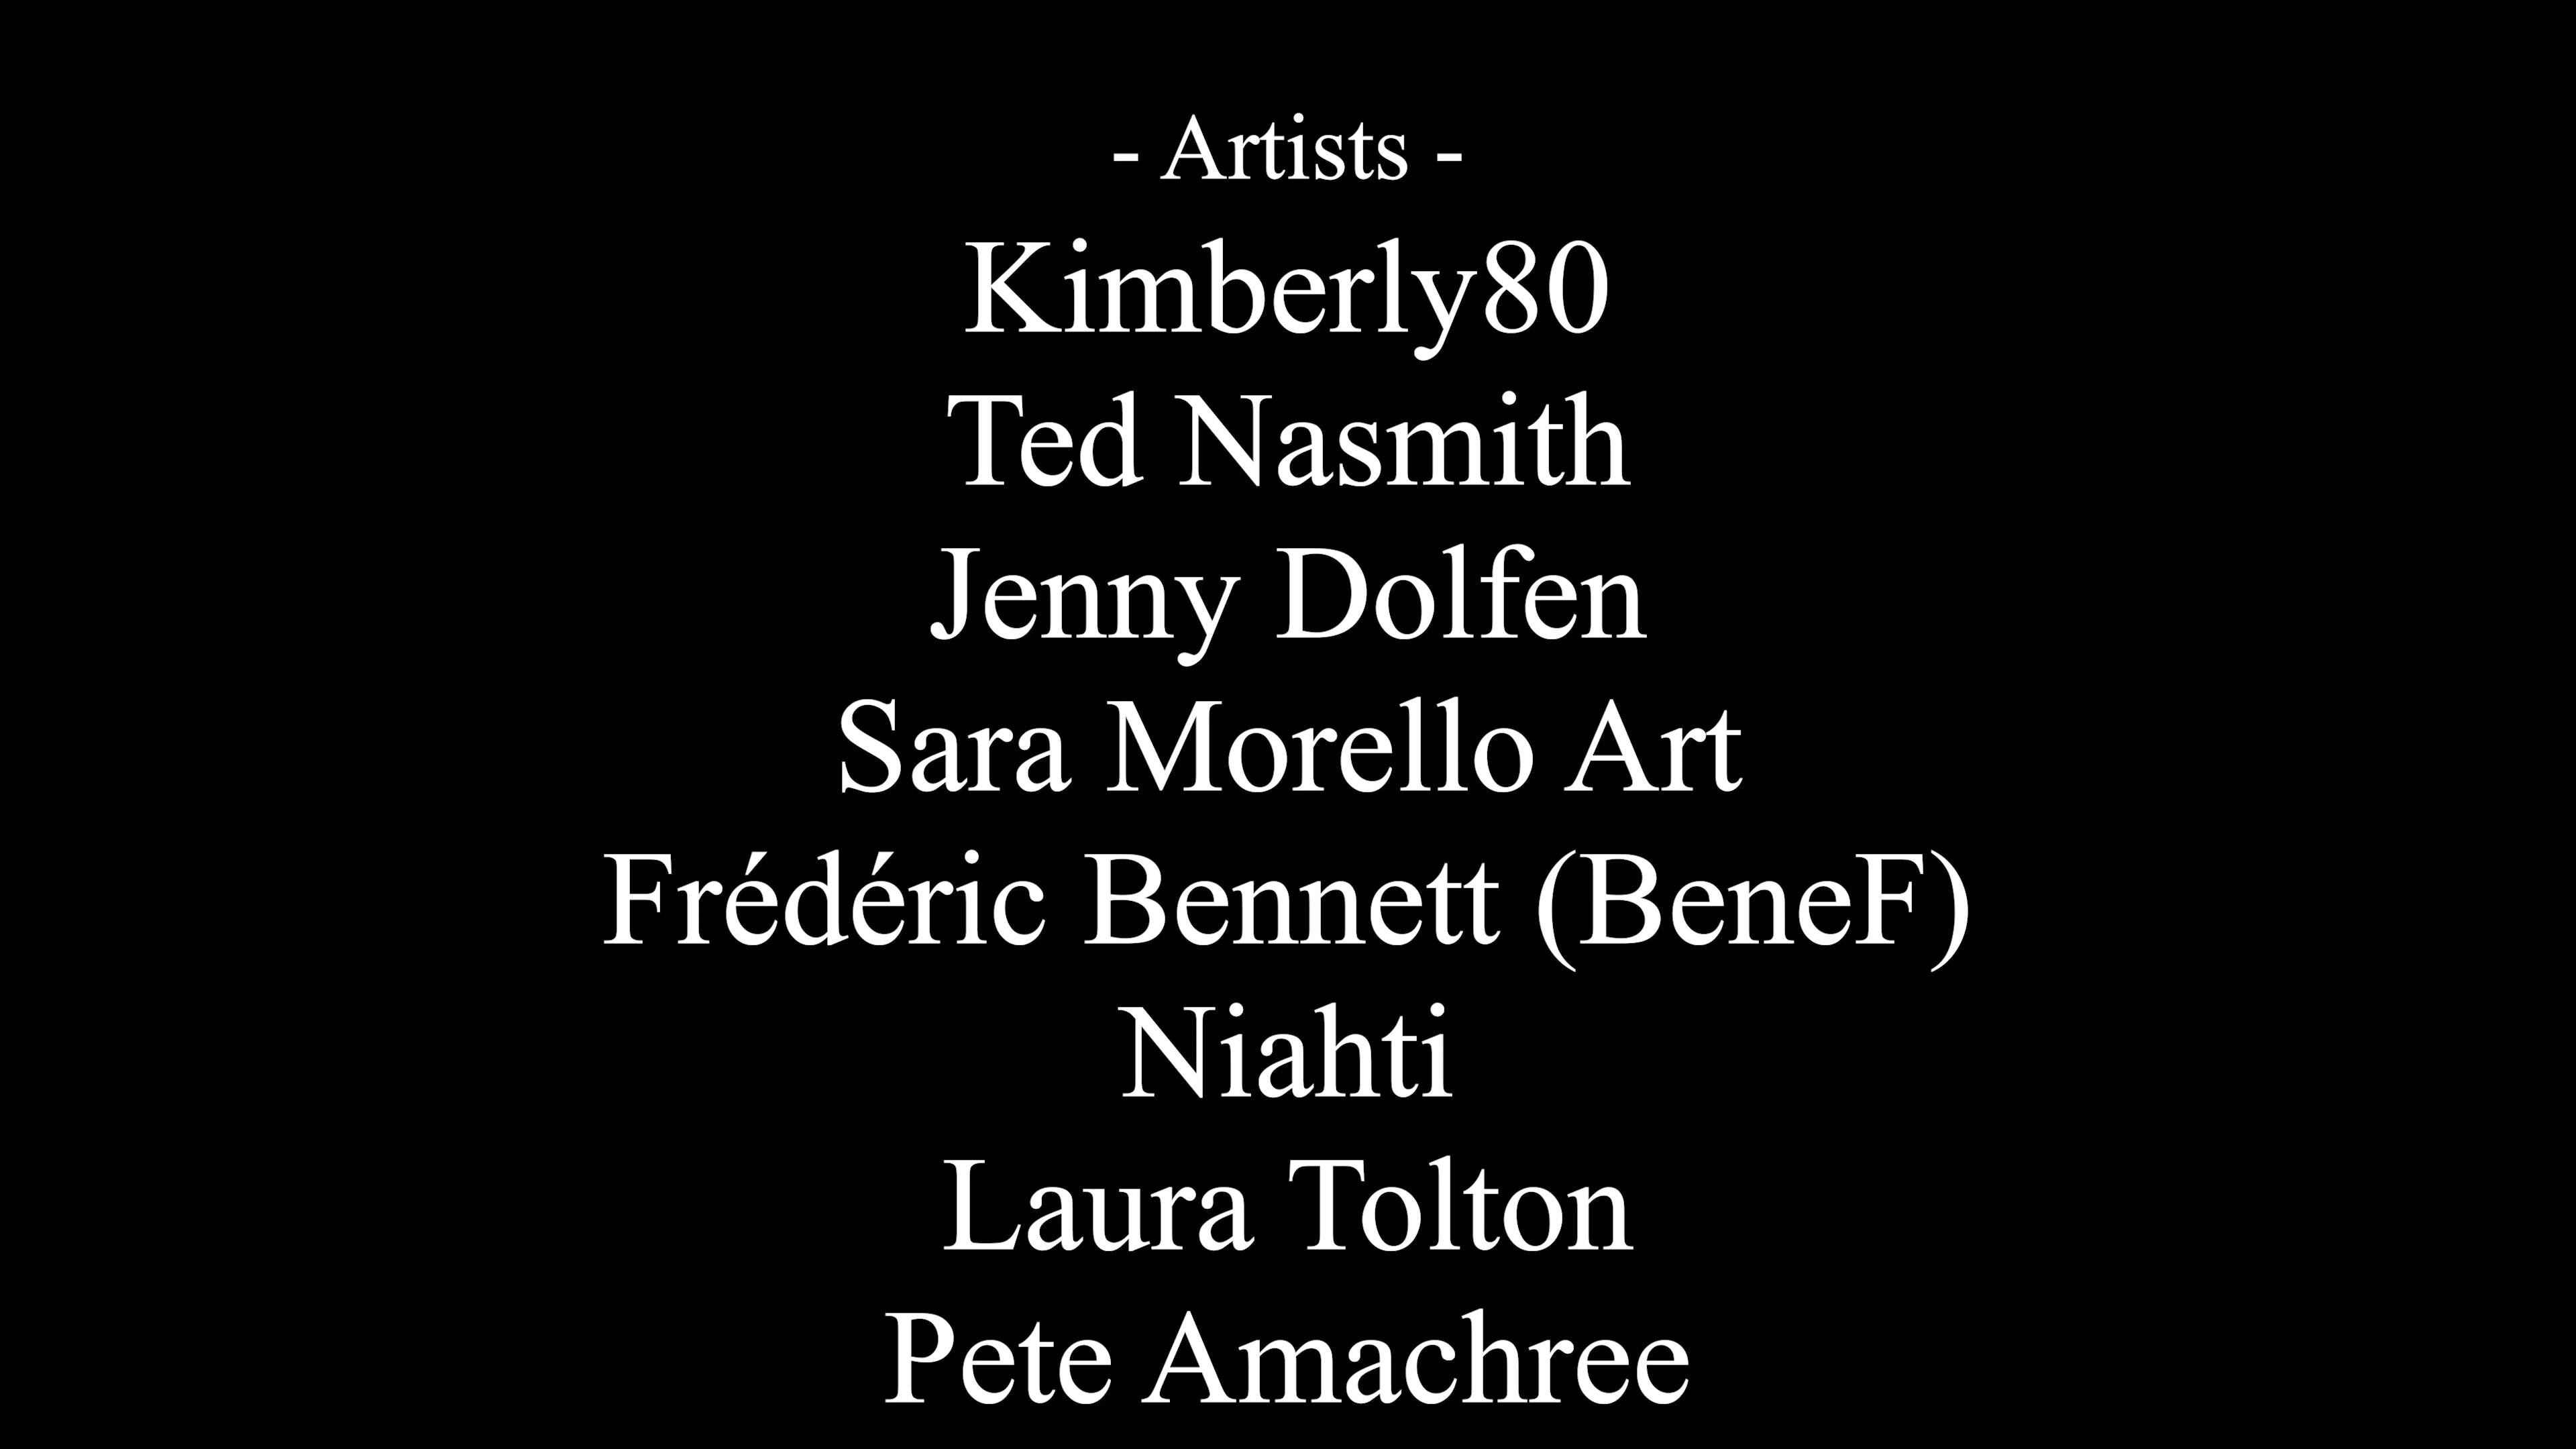 - Artists -
Kimberly80
Ted Nasmith
Jenny Dolfen
Sara Morello Art
Frédéric Bennett (BeneF)
Niahti
Laura Tolton
Pete Amachree